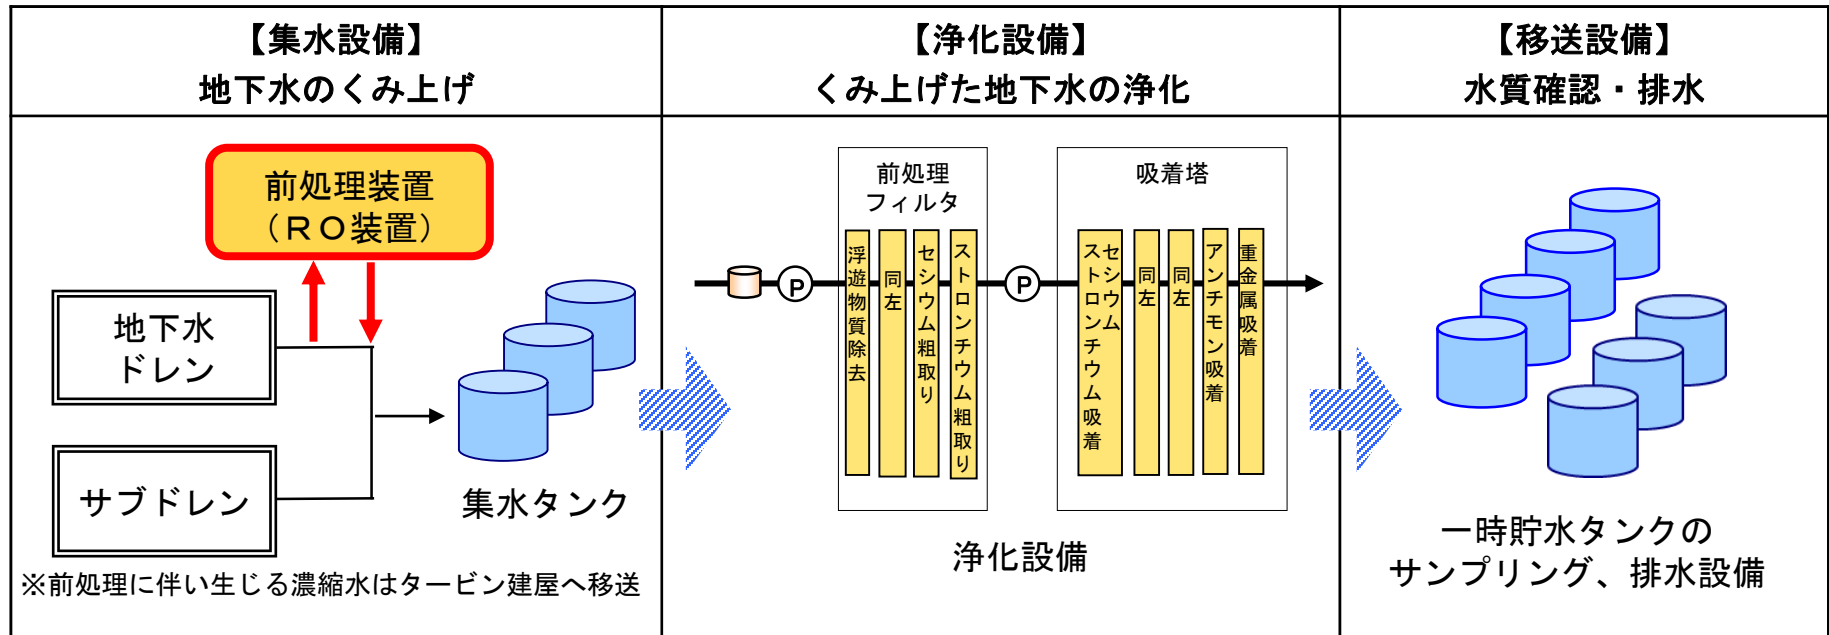 【集水設備】
地下水のくみ上げ
【浄化設備】
くみ上げた地下水の浄化
【移送設備】
水質確認・排水
前処理装置
（ＲＯ装置）
地下水
ドレン
サブドレン
集水タンク
※前処理に伴い生じる濃縮水はタービン建屋へ移送
前処理
フィルタ
P
浮遊物質除去
同左
セシウム粗取り
ストロンチウム粗取り
P
吸着塔
セシウム
ストロンチウム吸着
同左
同左
アンチモン吸着
重金属吸着
浄化設備
一時貯水タンクの
サンプリング、排水設備